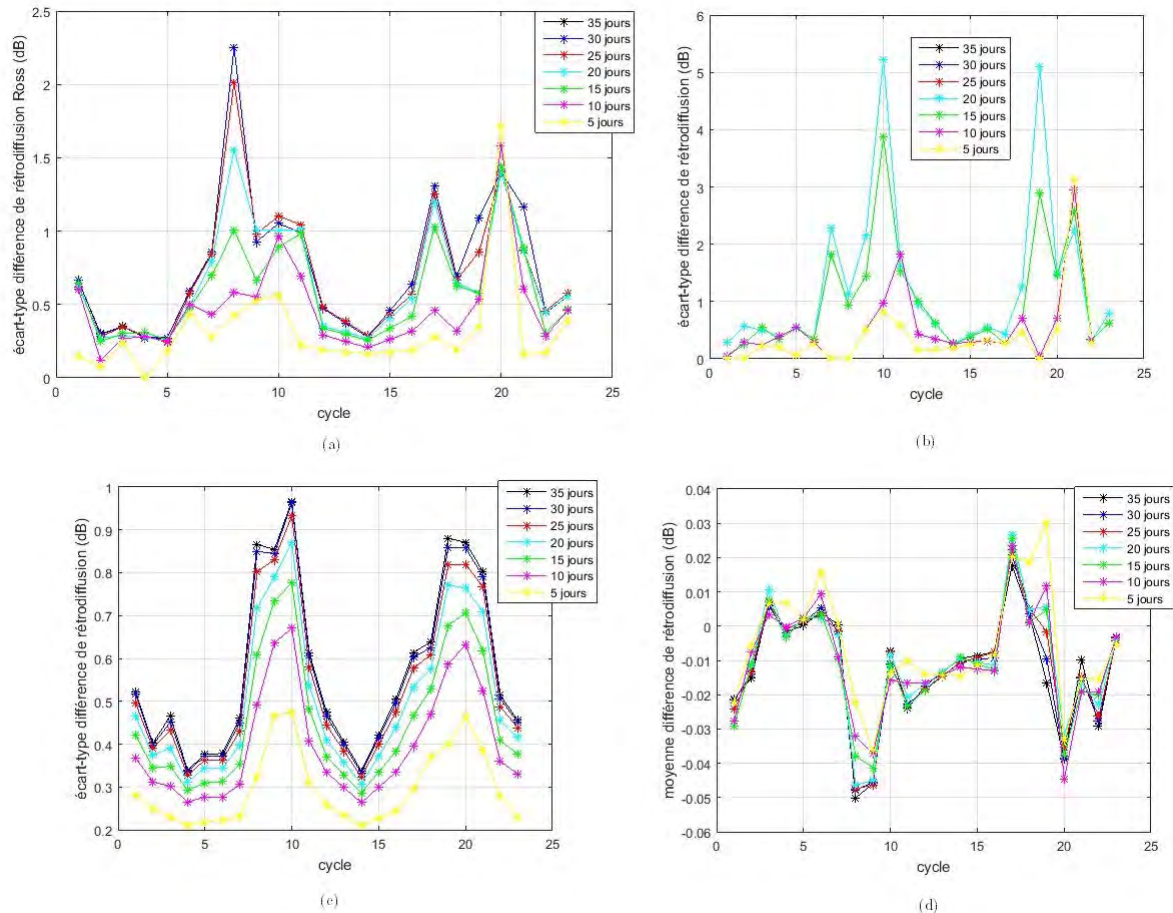 écart-type différence de rétrodiffusion Ross (dB)
2.5
2
1.5
1
0.5
0
0 5 10 15 20 25
cycle
35 jours
30 jours
25 jours
20 jours
15 jours
10 jours
5 jours
(a)
écart-type différence de rétrodiffusion (dB)
6
5
4
3
2
1
0
0 5 10 15 20 25
cycle
35 jours
30 jours
25 jours
20 jours
15 jours
10 jours
5 jours
(b)
écart-type différence de rétrodiffusion (dB)
1
0.9
0.8
0.7
0.6
0.5
0.4
0.3
0.2
0 5 10 15 20 25
cycle
35 jours
30 jours
25 jours
20 jours
15 jours
10 jours
5 jours
(c)
moyenne différence de rétrodiffusion (dB)
0.04
0.03
0.02
0.01
0
-0.01
-0.02
-0.03
-0.04
-0.05
-0.06
0 5 10 15 20 25
cycle
35 jours
30 jours
25 jours
20 jours
15 jours
10 jours
5 jours
(d)